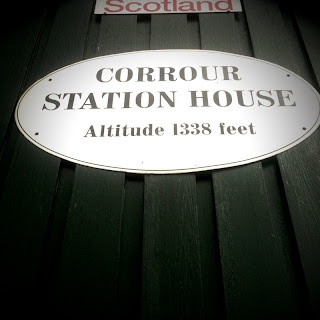 Scotland
CORROUR
STATION HOUSE
Altitude 1338 feet